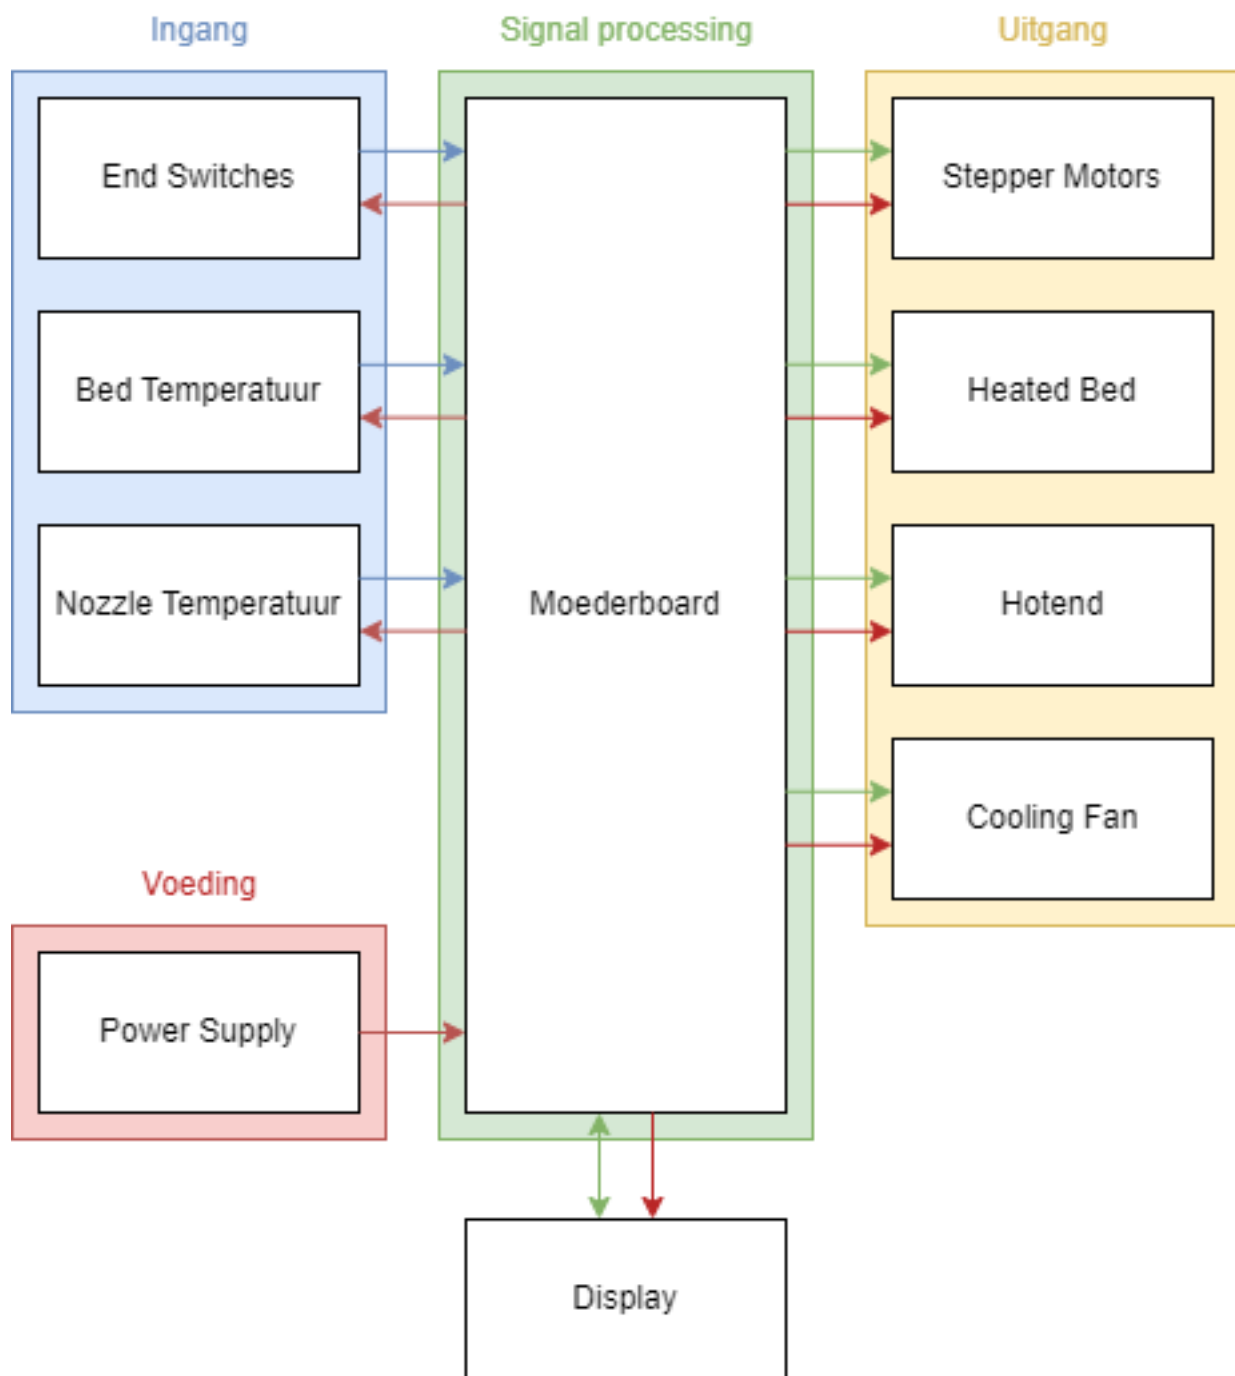 Ingang
Signal processing
Uitgang
End Switches
Stepper Motors
Bed Temperatuur
Heated Bed
Nozzle Temperatuur
Moederboard
Hotend
Cooling Fan
Voeding
Power Supply
Display